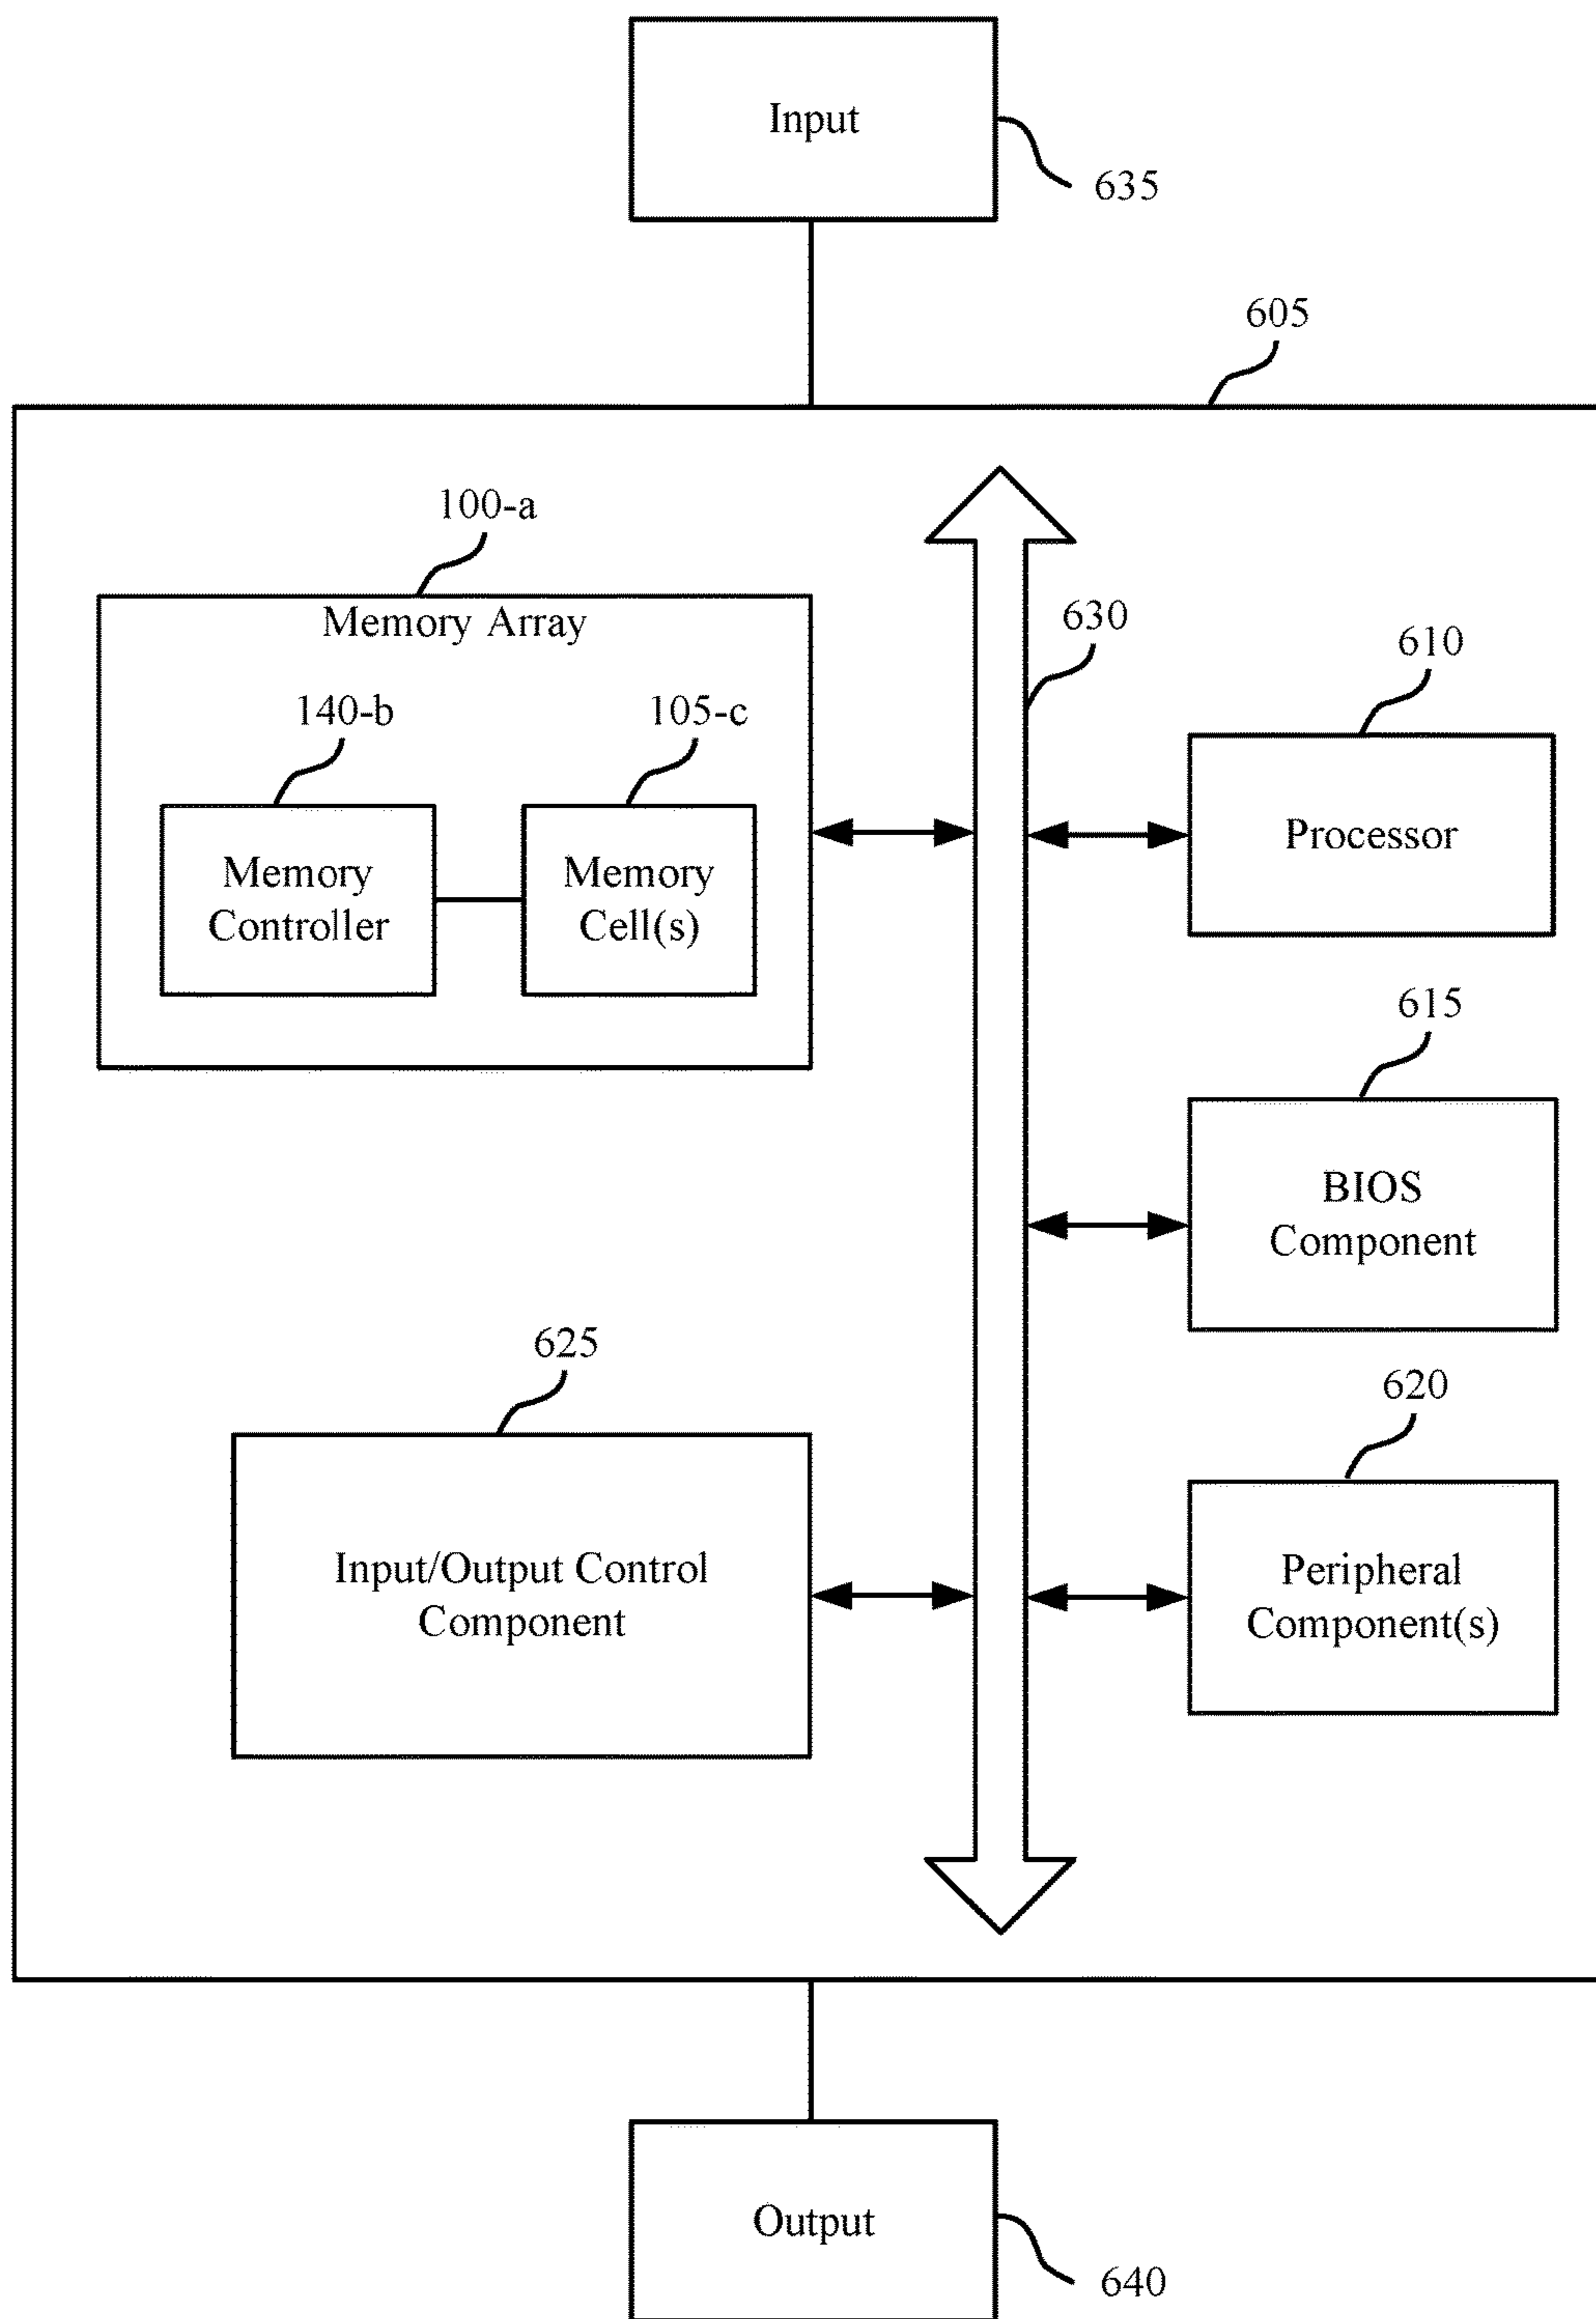 Input
635
605
100-a
Memory Array
630
610
140-b
105-c
Processor
Memory
Controller
Memory
Cell(s)
615
BIOS
Component
625
620
Input/Output Control
Component
Peripheral
Component(s)
Output
640